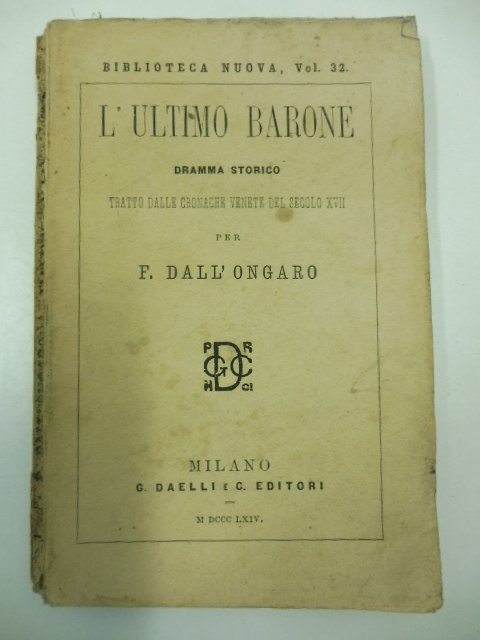 BIBLIOTECA NUOVA, Vol. 32.
L'ULTIMO BARONE
DRAMMA STORICO
TRATTO DALLE CRONACHE VENETE DEL SECOLO XVII
PER
F. DALL'ONGARO
MILANO
G. DAELLI E C. EDITORI
M DCCC LXIV.